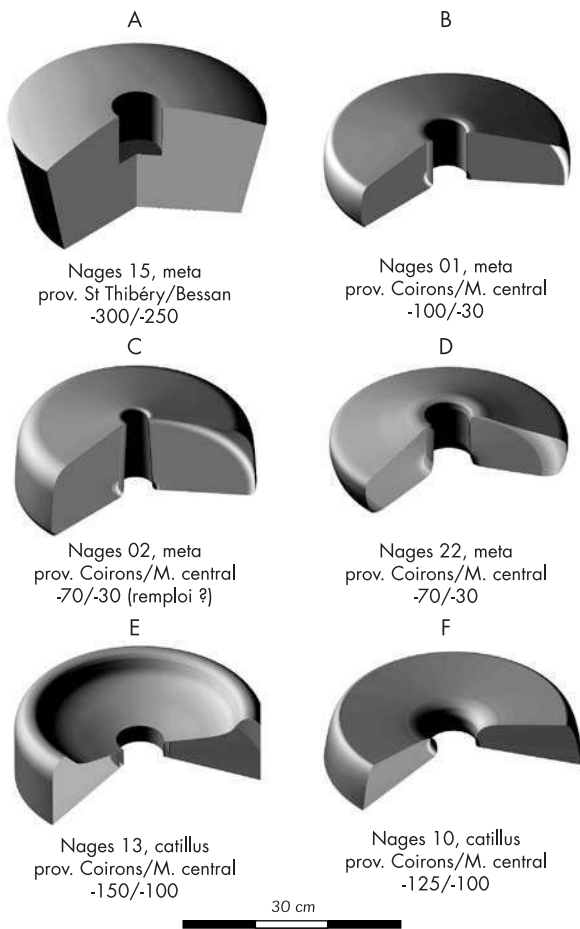 A
Nages 15, meta
prov. St Thibéry/Bessan
-300/-250
B
Nages 01, meta
prov. Coirons/M. central
-100/-30
C
Nages 02, meta
prov. Coirons/M. central
-70/-30 (remploi ?)
D
Nages 22, meta
prov. Coirons/M. central
-70/-30
E
Nages 13, catillus
prov. Coirons/M. central
-150/-100
F
Nages 10, catillus
prov. Coirons/M. central
-125/-100
30 cm